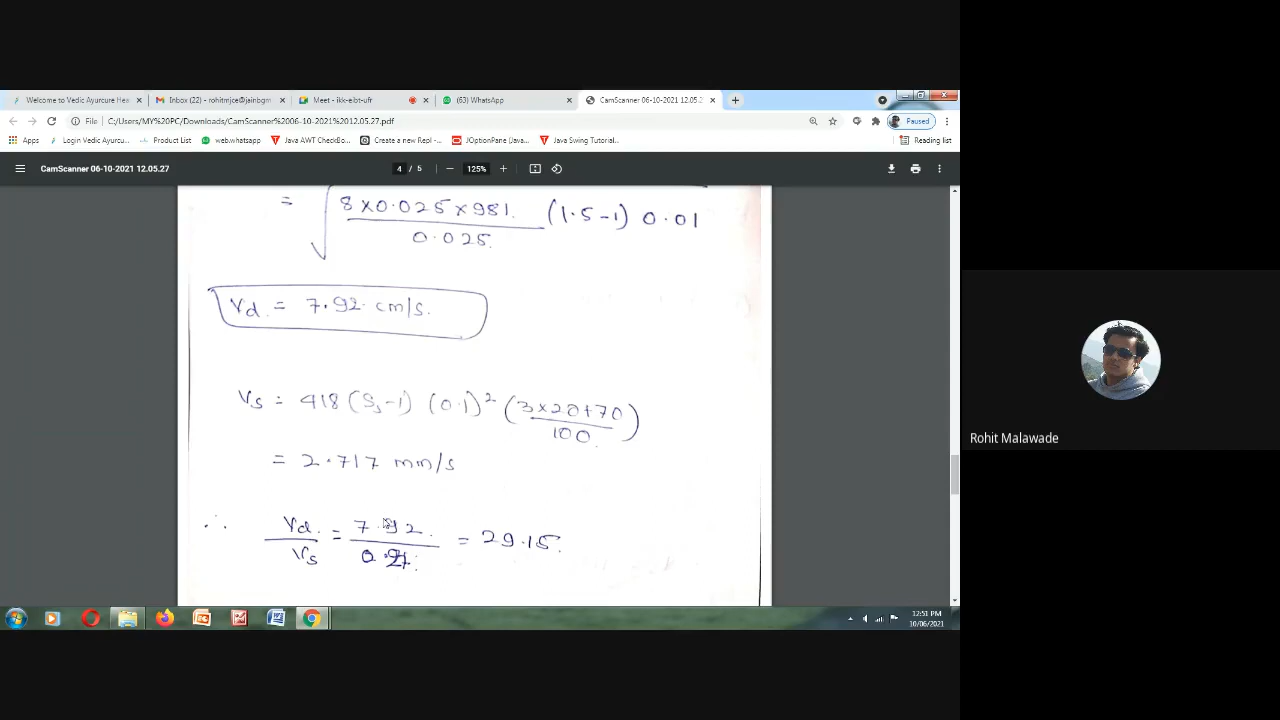 Welcome to Vedic Ayurcure Hea
Inbox (22) - rohitmjce@jainbgm
Meet - ikk-eibt-ufr
(63) WhatsApp
CamScanner 06-10-2021 12.05.2
File C:/Users/MY%20PC/Downloads/CamScanner%2006-10-2021%2012.05.27.pdf
Paused
Apps Login Vedic Ayurcu... Product List web.whatsapp Java AWT CheckBo... Create a new Repl -... JOptionPane (Java... Java Swing Tutorial... Reading list
CamScanner 06-10-2021 12.05.27 4 / 5 125%
= √ 8 × 0.025 × 981. (1.5 - 1) 0.01
0.025.
Vd. = 7.92 cm/s.
Vs = 418 (Ss-1) (0.1)² (3×20+70)
100.
= 2.717 mm/s
∴ Vd. = 7.92. = 29.15.
Vs
Rohit Malawade
12:51 PM
10/06/2021